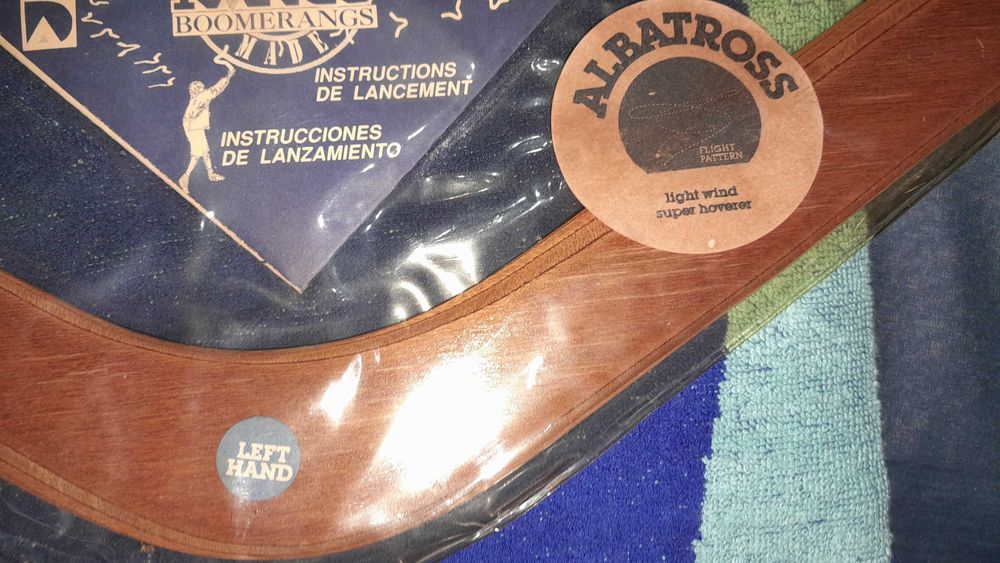 BOOMERANGS
MADE
INSTRUCTIONS
DE LANCEMENT
INSTRUCCIONES
DE LANZAMIENTO
ALBATROSS
FLIGHT
PATTERN
light wind
super hoverer
LEFT
HAND